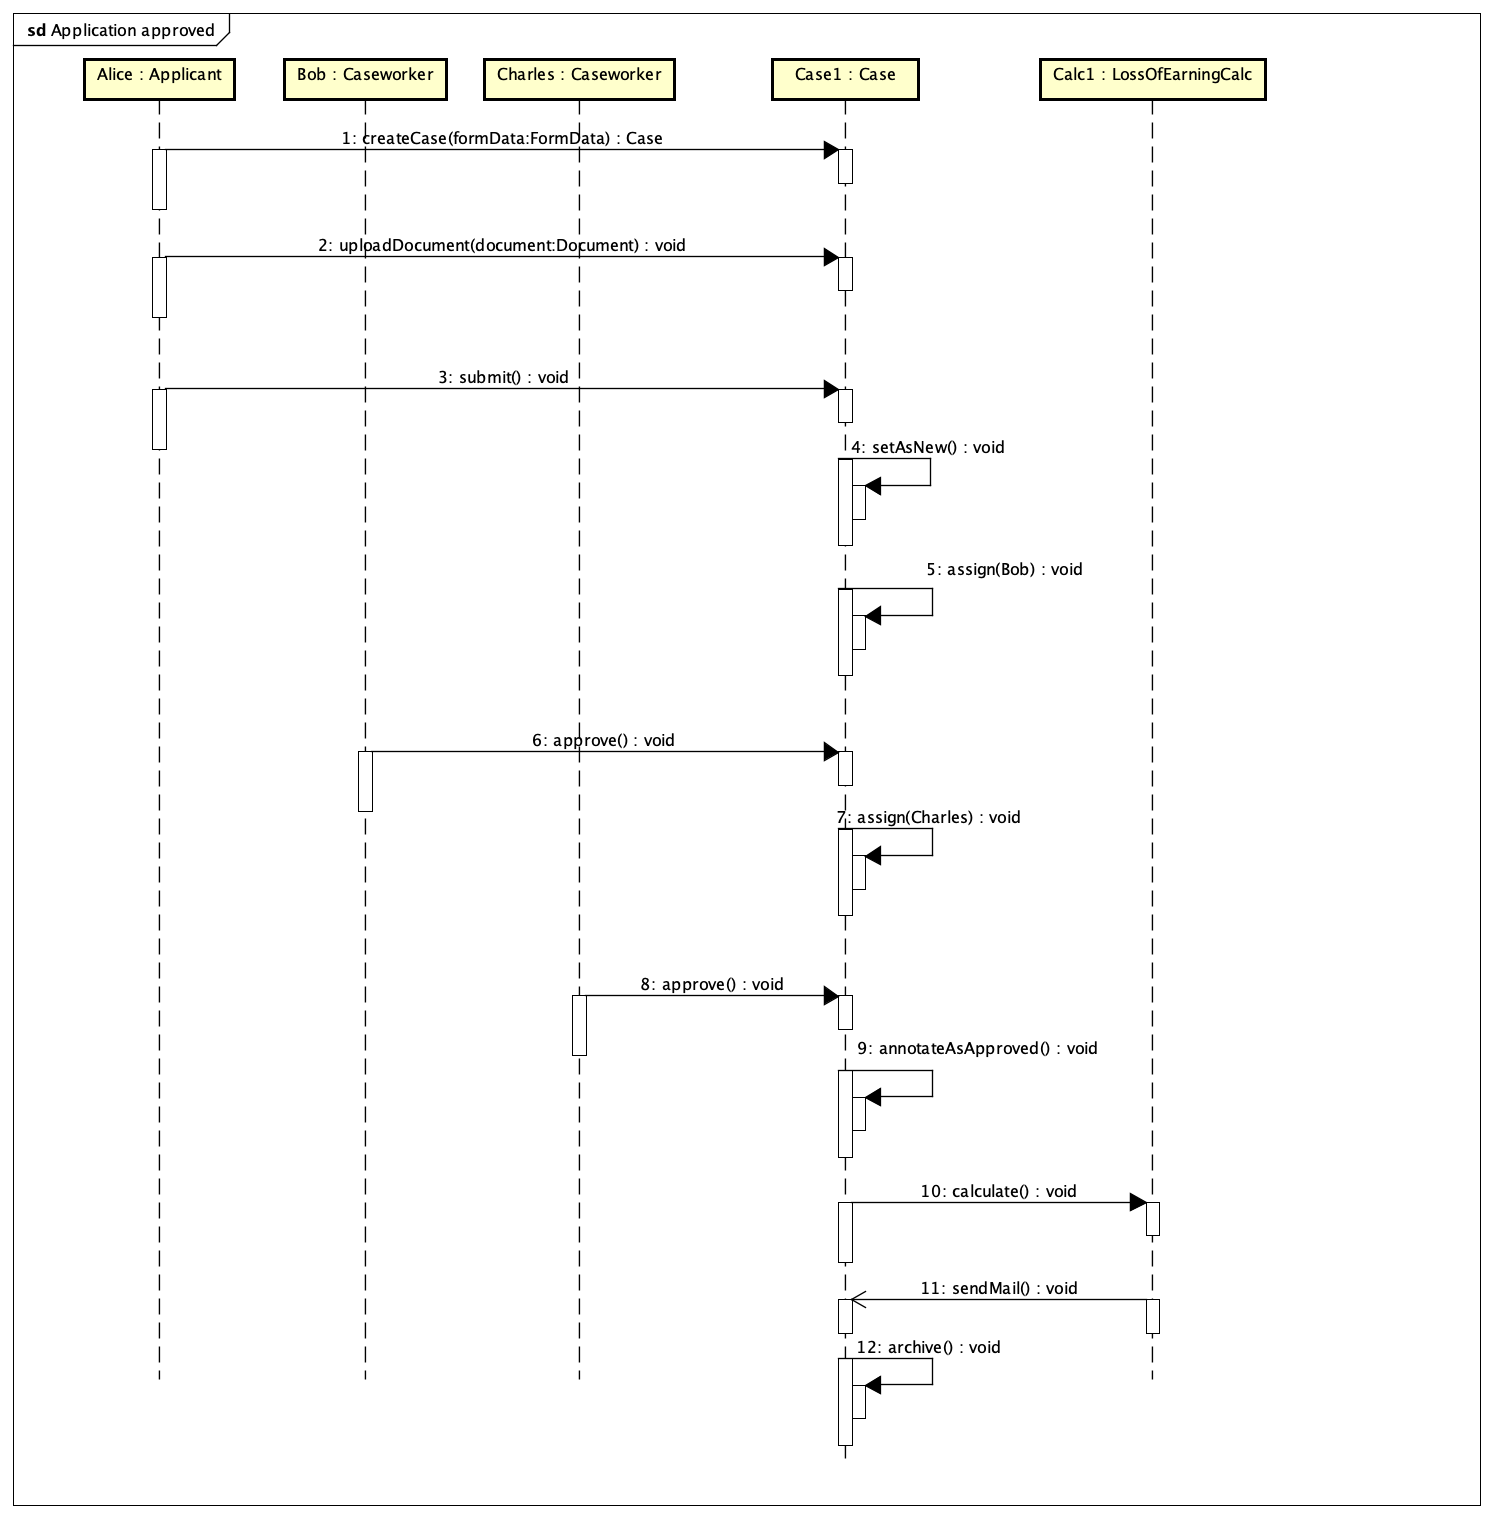 sd Application approved
Alice : Applicant
Bob : Caseworker
Charles : Caseworker
Case1 : Case
Calc1 : LossOfEarningCalc
1: createCase(formData:FormData) : Case
2: uploadDocument(document:Document) : void
3: submit() : void
4: setAsNew() : void
5: assign(Bob) : void
6: approve() : void
7: assign(Charles) : void
8: approve() : void
9: annotateAsApproved() : void
10: calculate() : void
11: sendMail() : void
12: archive() : void